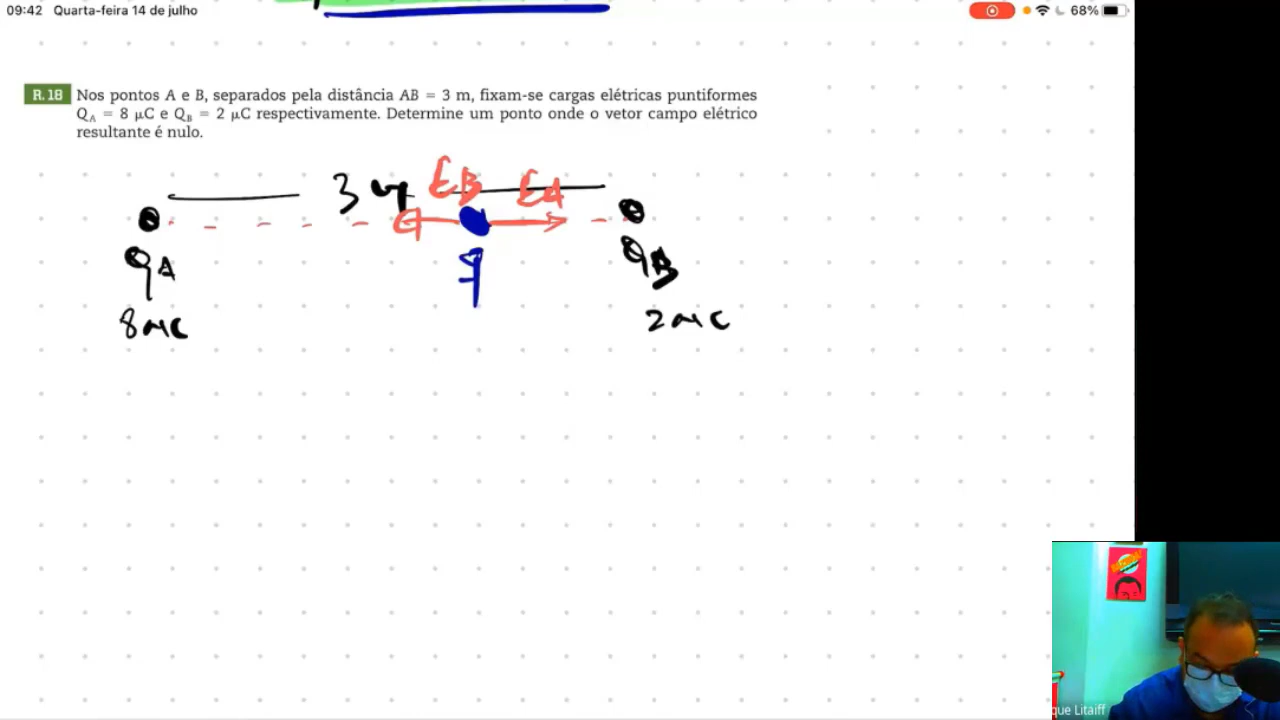 09:42 Quarta-feira 14 de julho
68%
R.18 Nos pontos A e B, separados pela distância AB = 3 m, fixam-se cargas elétricas puntiformes
Q_A = 8 μC e Q_B = 2 μC respectivamente. Determine um ponto onde o vetor campo elétrico
resultante é nulo.
3 m
EB
EA
QA
q
QB
8 μC
2 μC
que Litaiff